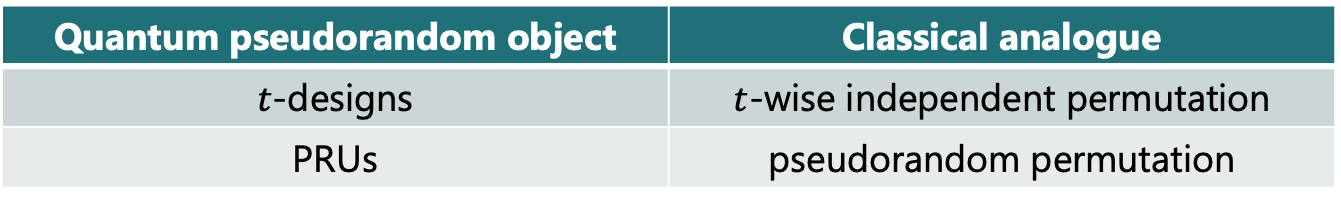 Quantum pseudorandom object Classical analogue
t-designs t-wise independent permutation
PRUs pseudorandom permutation